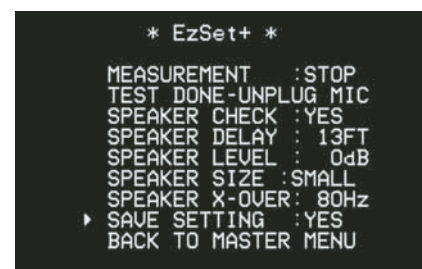 * EzSet+ *
MEASUREMENT :STOP
TEST DONE-UNPLUG MIC
SPEAKER CHECK :YES
SPEAKER DELAY : 13FT
SPEAKER LEVEL : 0dB
SPEAKER SIZE :SMALL
SPEAKER X-OVER: 80Hz
SAVE SETTING :YES
BACK TO MASTER MENU